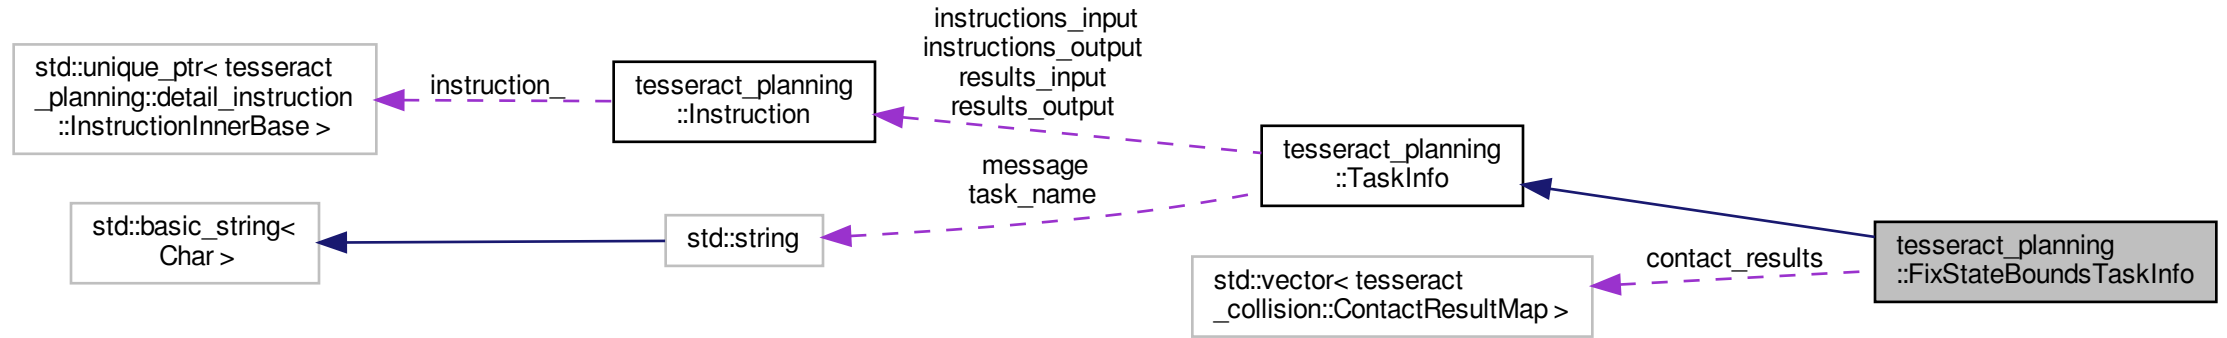 std::unique_ptr< tesseract
_planning::detail_instruction
::InstructionInnerBase >
instruction_
tesseract_planning
::Instruction
instructions_input
instructions_output
results_input
results_output
message
task_name
tesseract_planning
::TaskInfo
std::basic_string<
Char >
std::string
std::vector< tesseract
_collision::ContactResultMap >
contact_results
tesseract_planning
::FixStateBoundsTaskInfo